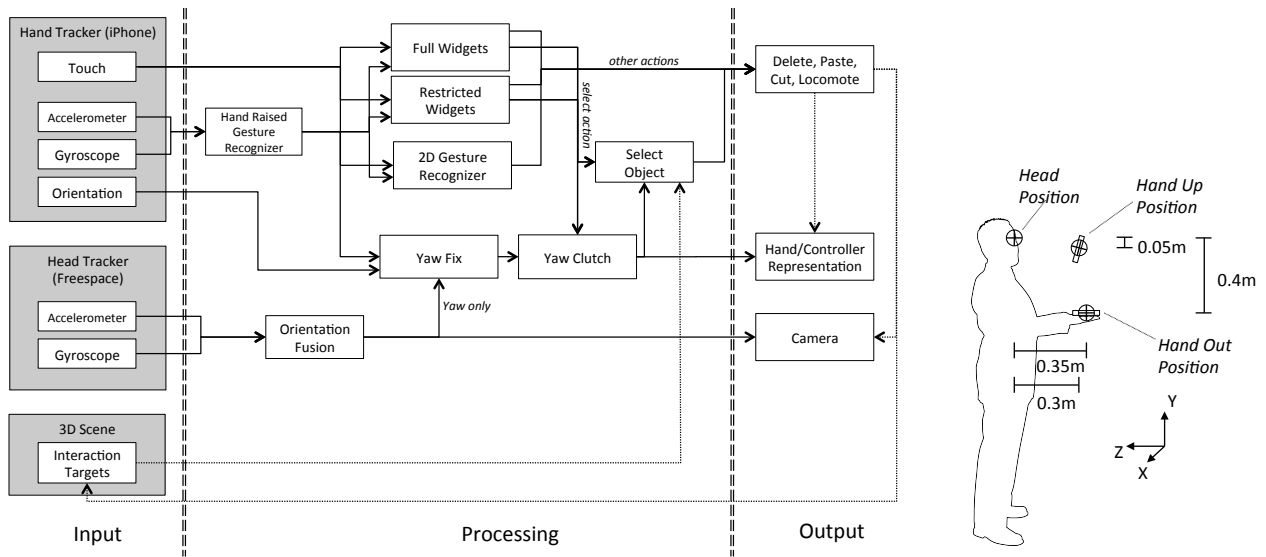 Hand Tracker (iPhone)
Touch
Accelerometer
Gyroscope
Orientation
Head Tracker
(Freespace)
Accelerometer
Gyroscope
3D Scene
Interaction
Targets
Input
Hand Raised
Gesture
Recognizer
Full Widgets
Restricted
Widgets
2D Gesture
Recognizer
other actions
select action
Select
Object
Yaw Fix
Yaw Clutch
Yaw only
Orientation
Fusion
Processing
Delete, Paste,
Cut, Locomote
Hand/Controller
Representation
Camera
Output
Head
Position
Hand Up
Position
0.05m
0.4m
Hand Out
Position
0.35m
0.3m
Y
Z
X